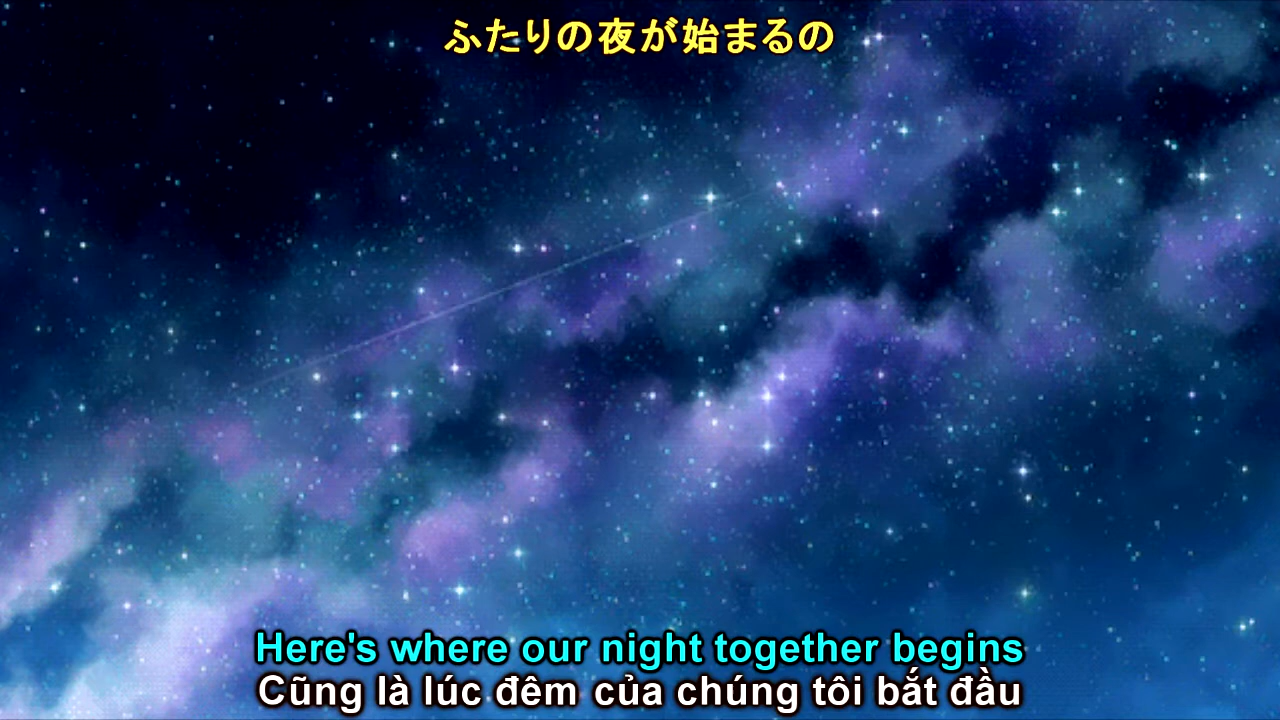 ふたりの夜が始まるの
Here's where our night together begins
Cũng là lúc đêm của chúng tôi bắt đầu